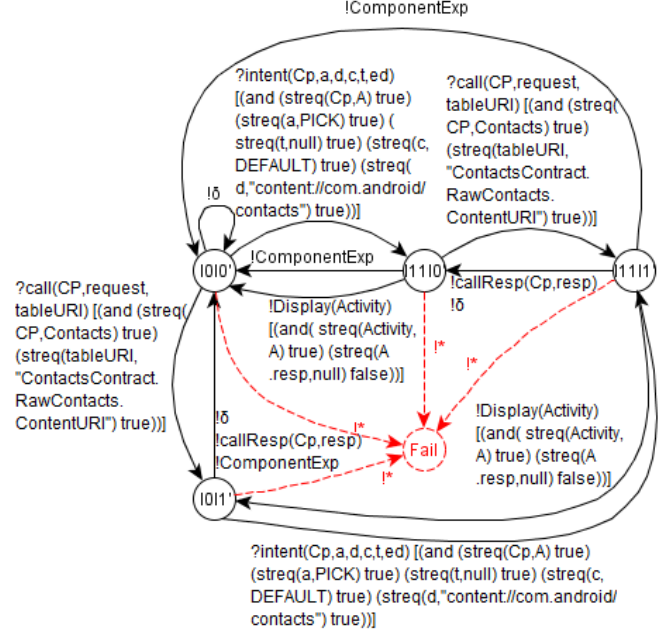 !ComponentExp
?intent(Cp,a,d,c,t,ed)
[(and (streq(Cp,A) true)
(streq(a,PICK) true) (
streq(t,null) true) (streq(c,
DEFAULT) true) (streq(
d,"content://com.android/
contacts") true))]
?call(CP,request,
tableURI) [(and (streq(
CP,Contacts) true)
(streq(tableURI,
"ContactsContract.
RawContacts.
ContentURI") true))]
!δ
l0l0'
!ComponentExp
l11l0'
!callResp(Cp,resp)
!δ
l11l1'
?call(CP,request,
tableURI) [(and (streq(
CP,Contacts) true)
(streq(tableURI,
"ContactsContract.
RawContacts.
ContentURI") true))]
!Display(Activity)
[(and( streq(Activity,
A) true) (streq(A
.resp,null) false))]
!*
!*
!*
Fail
!Display(Activity)
[(and( streq(Activity,
A) true) (streq(A
.resp,null) false))]
!δ
!callResp(Cp,resp)
!ComponentExp
!*
l0l1'
?intent(Cp,a,d,c,t,ed) [(and (streq(Cp,A) true)
(streq(a,PICK) true) (streq(t,null) true) (streq(c,
DEFAULT) true) (streq(d,"content://com.android/
contacts") true))]